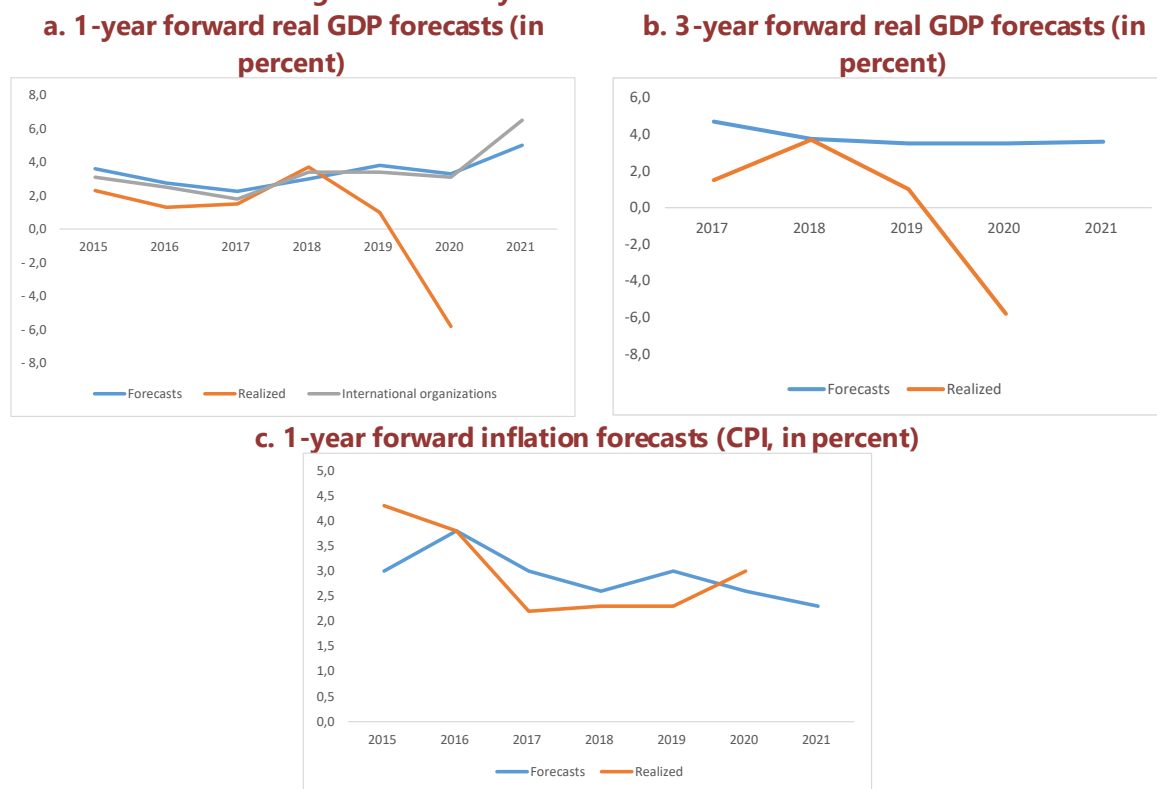 a. 1-year forward real GDP forecasts (in
percent)
8,0
6,0
4,0
2,0
0,0
- 2,0
- 4,0
- 6,0
- 8,0
2015 2016 2017 2018 2019 2020 2021
Forecasts Realized International organizations
b. 3-year forward real GDP forecasts (in
percent)
6,0
4,0
2,0
0,0
-2,0
-4,0
-6,0
-8,0
2017 2018 2019 2020 2021
Forecasts Realized
c. 1-year forward inflation forecasts (CPI, in percent)
5,0
4,5
4,0
3,5
3,0
2,5
2,0
1,5
1,0
0,5
0,0
2015 2016 2017 2018 2019 2020 2021
Forecasts Realized